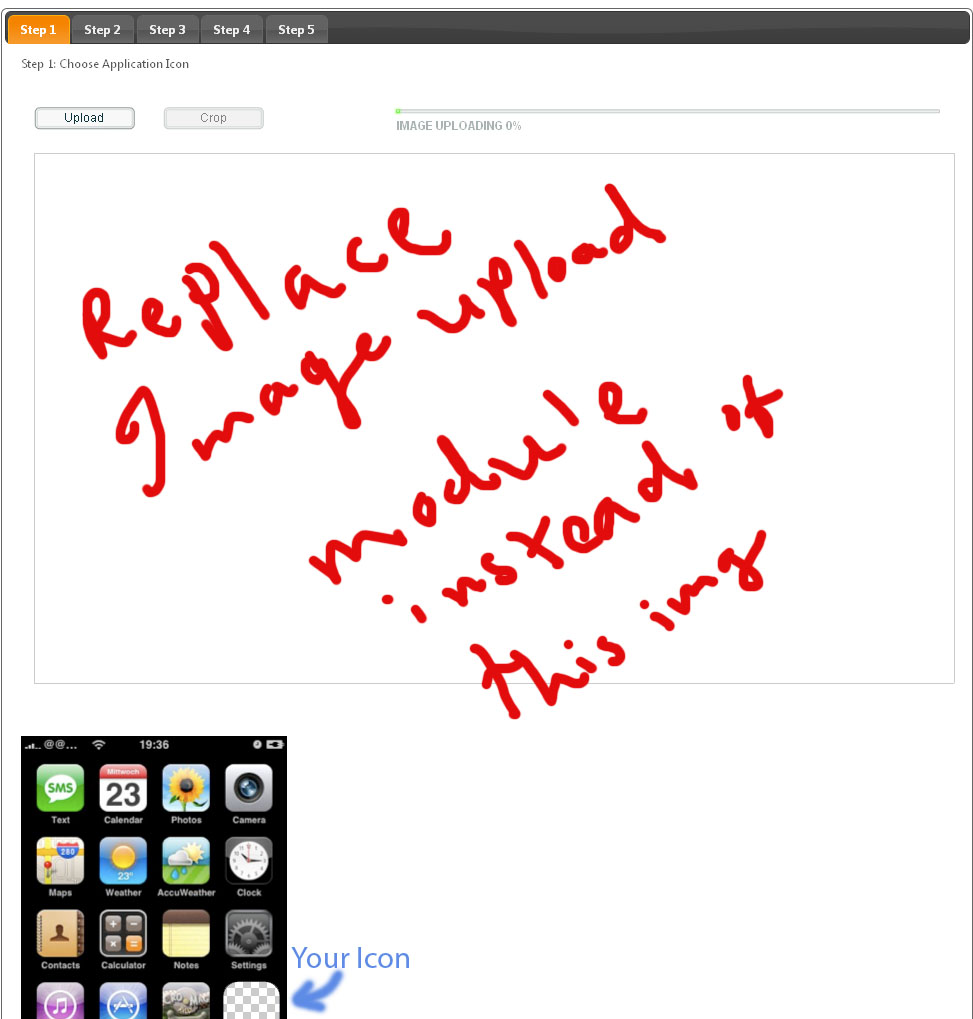 Step 1 Step 2 Step 3 Step 4 Step 5
Step 1: Choose Application Icon
Upload Crop
IMAGE UPLOADING 0%
Replace
Image upload
module
instead of
this img
@@... 19:36
SMS Mittwoch
23
Text Calendar Photos Camera
280
23°
Maps Weather AccuWeather Clock
Contacts Calculator Notes Settings
Your Icon